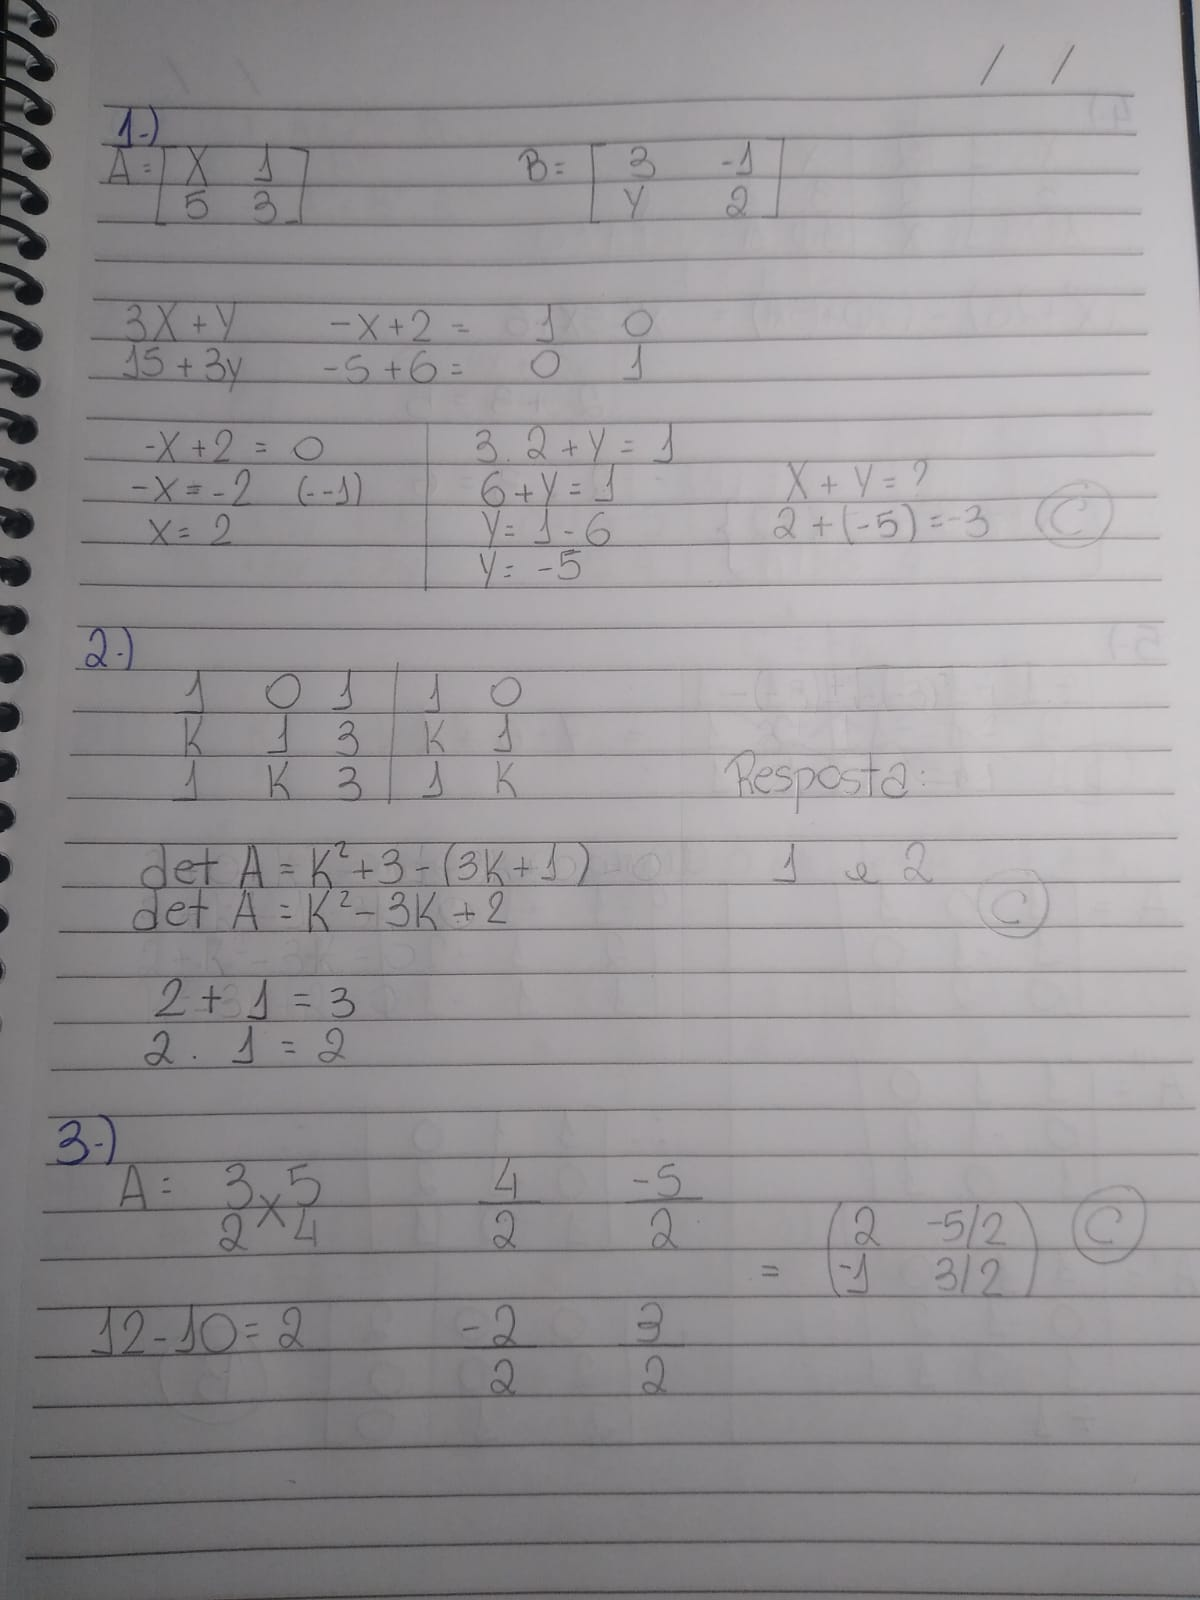 / /
1-)
A = [ X 1     B = [ 3 -1
5 3 ]     Y 2 ]
3X + Y     -X + 2 =     1 0
15 + 3y     -5 + 6 =     0 1
-X + 2 = 0     3. 2 + Y = 1
-X = -2 (--1)     6 + Y = 1     X + Y = ?
X = 2     Y = 1 - 6     2 + (-5) = -3     C
Y = -5
2-)
1 0 1 | 1 0
K 1 3 | K 1
1 K 3 | 1 K     Resposta:
det A = K² + 3 - (3K + 1)     1 e 2
det A = K² - 3K + 2     C
2 + 1 = 3
2 . 1 = 2
3-)
A = 3 x 5     4/2     -5/2
2 4     = (2 -5/2     C
-1 3/2)
12 - 10 = 2     -2/2     3/2